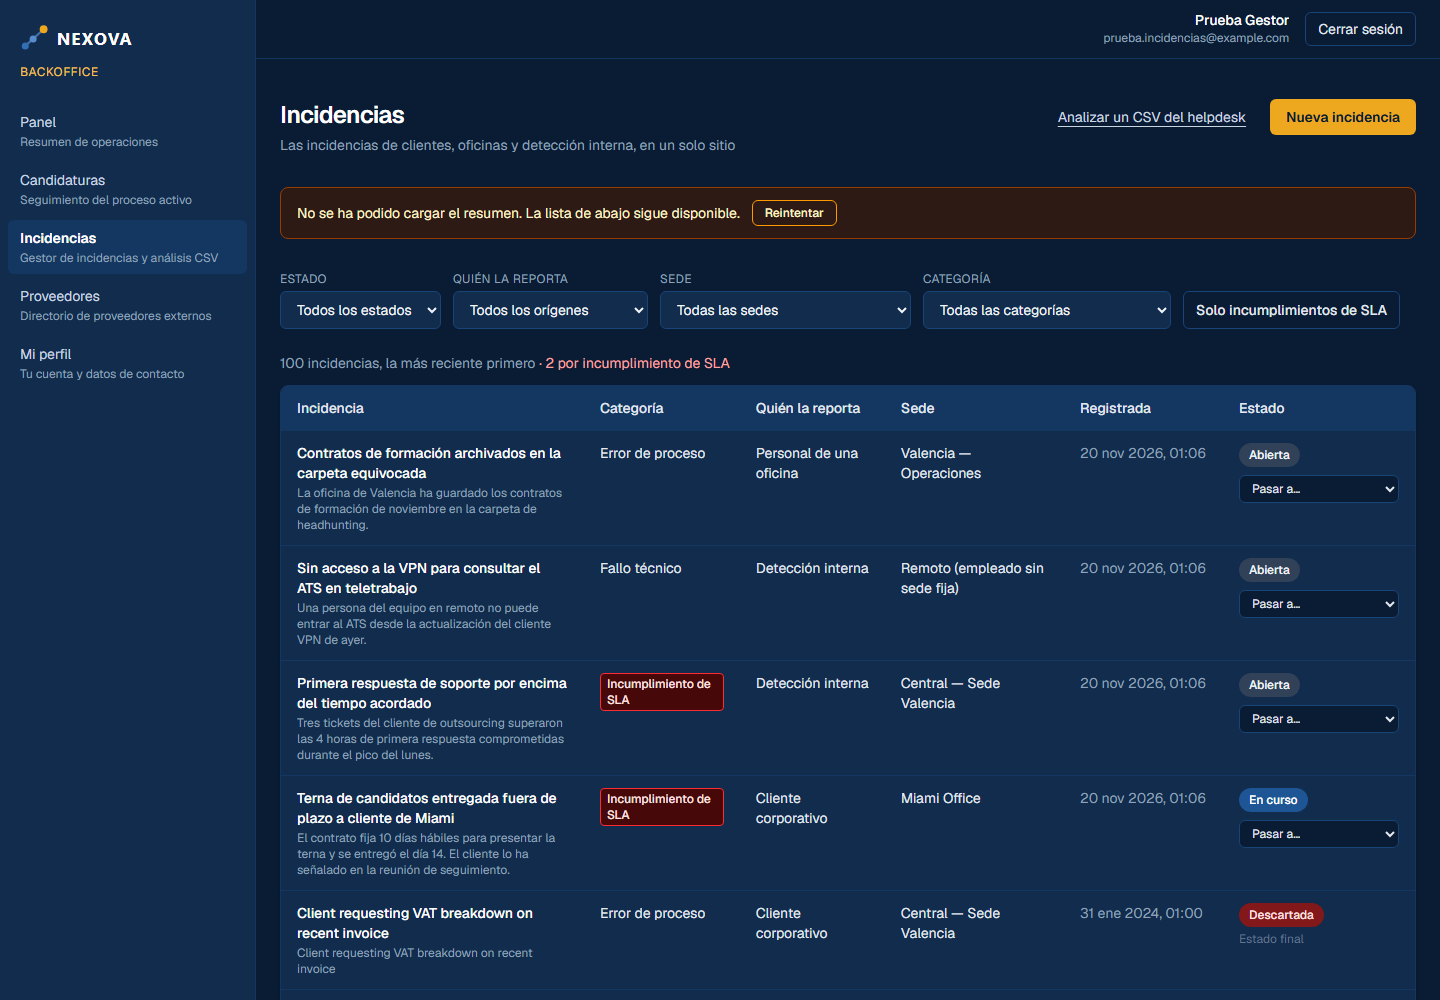 NEXOVA
BACKOFFICE
Panel
Resumen de operaciones
Candidaturas
Seguimiento del proceso activo
Incidencias
Gestor de incidencias y análisis CSV
Proveedores
Directorio de proveedores externos
Mi perfil
Tu cuenta y datos de contacto
Prueba Gestor
prueba.incidencias@example.com
Cerrar sesión
Incidencias
Las incidencias de clientes, oficinas y detección interna, en un solo sitio
Analizar un CSV del helpdesk
Nueva incidencia
No se ha podido cargar el resumen. La lista de abajo sigue disponible.
Reintentar
ESTADO
Todos los estados
QUIÉN LA REPORTA
Todos los orígenes
SEDE
Todas las sedes
CATEGORÍA
Todas las categorías
Solo incumplimientos de SLA
100 incidencias, la más reciente primero · 2 por incumplimiento de SLA
Incidencia Categoría Quién la reporta Sede Registrada Estado
Contratos de formación archivados en la
carpeta equivocada
La oficina de Valencia ha guardado los contratos
de formación de noviembre en la carpeta de
headhunting.
Error de proceso
Personal de una
oficina
Valencia —
Operaciones
20 nov 2026, 01:06
Abierta
Pasar a...
Sin acceso a la VPN para consultar el
ATS en teletrabajo
Una persona del equipo en remoto no puede
entrar al ATS desde la actualización del cliente
VPN de ayer.
Fallo técnico
Detección interna
Remoto (empleado sin
sede fija)
20 nov 2026, 01:06
Abierta
Pasar a...
Primera respuesta de soporte por encima
del tiempo acordado
Tres tickets del cliente de outsourcing superaron
las 4 horas de primera respuesta comprometidas
durante el pico del lunes.
Incumplimiento de
SLA
Detección interna
Central — Sede
Valencia
20 nov 2026, 01:06
Abierta
Pasar a...
Terna de candidatos entregada fuera de
plazo a cliente de Miami
El contrato fija 10 días hábiles para presentar la
terna y se entregó el día 14. El cliente lo ha
señalado en la reunión de seguimiento.
Incumplimiento de
SLA
Cliente
corporativo
Miami Office
20 nov 2026, 01:06
En curso
Pasar a...
Client requesting VAT breakdown on
recent invoice
Client requesting VAT breakdown on recent
invoice
Error de proceso
Cliente
corporativo
Central — Sede
Valencia
31 ene 2024, 01:00
Descartada
Estado final